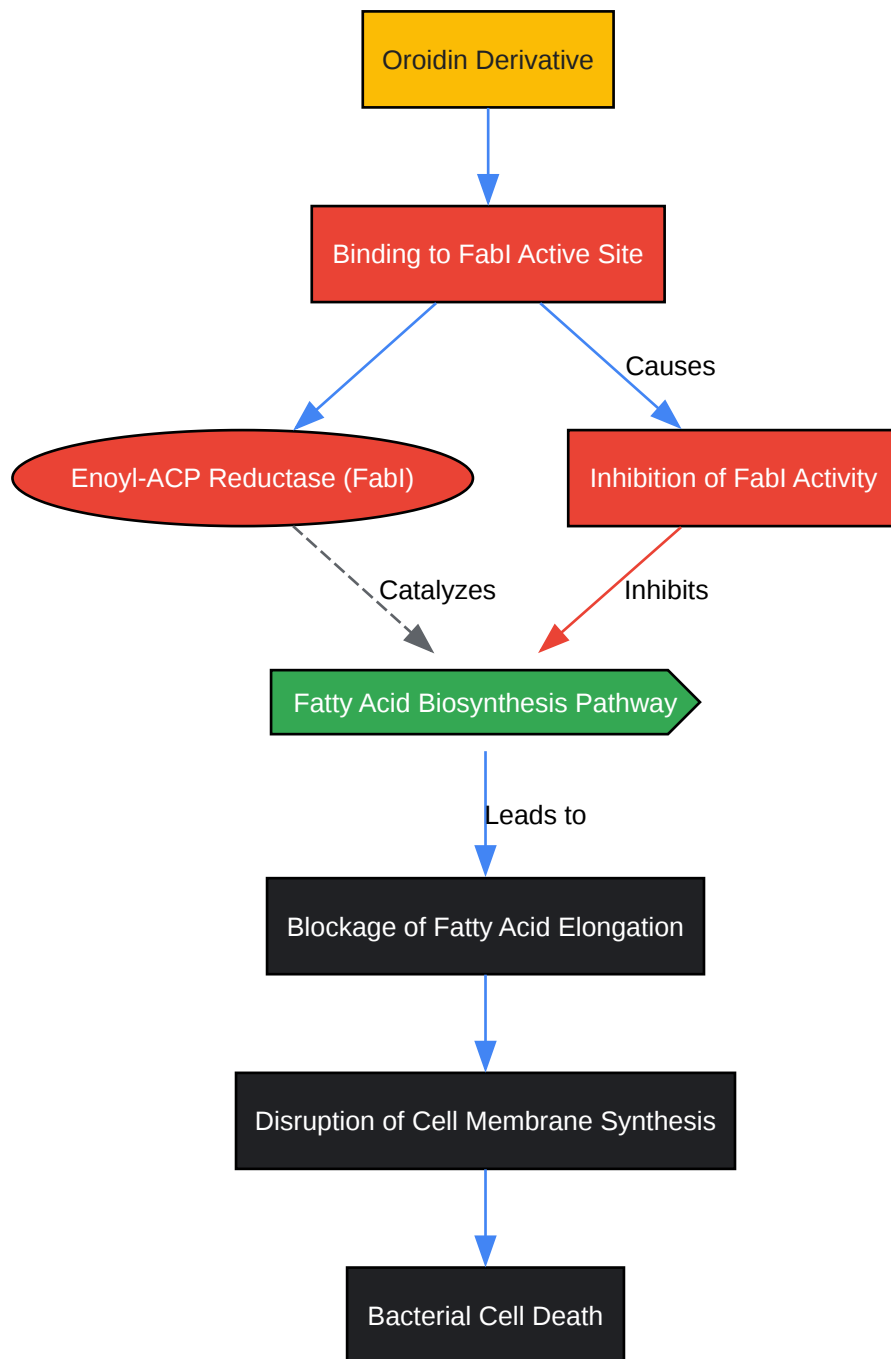 Oroidin Derivative
Binding to FabI Active Site
Causes
Enoyl-ACP Reductase (FabI)
Inhibition of FabI Activity
Catalyzes
Inhibits
Fatty Acid Biosynthesis Pathway
Leads to
Blockage of Fatty Acid Elongation
Disruption of Cell Membrane Synthesis
Bacterial Cell Death